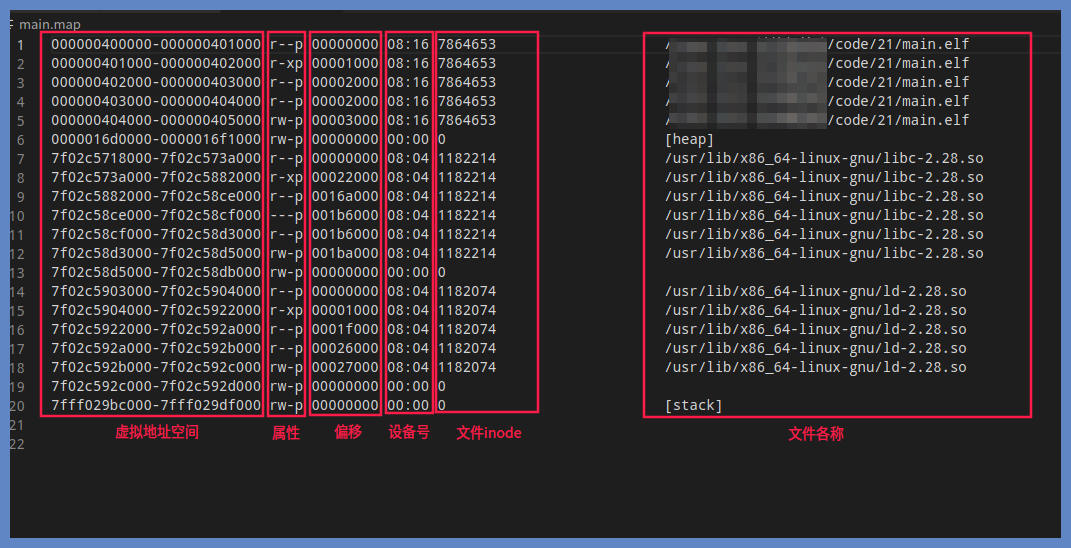 main.map
1 000000400000-000000401000 r--p 00000000 08:16 7864653 / /code/21/main.elf
2 000000401000-000000402000 r-xp 00001000 08:16 7864653 / /code/21/main.elf
3 000000402000-000000403000 r--p 00002000 08:16 7864653 / /code/21/main.elf
4 000000403000-000000404000 r--p 00002000 08:16 7864653 / /code/21/main.elf
5 000000404000-000000405000 rw-p 00003000 08:16 7864653 / /code/21/main.elf
6 0000016d0000-0000016f1000 rw-p 00000000 00:00 0 [heap]
7 7f02c5718000-7f02c573a000 r--p 00000000 08:04 1182214 /usr/lib/x86_64-linux-gnu/libc-2.28.so
8 7f02c573a000-7f02c5882000 r-xp 00022000 08:04 1182214 /usr/lib/x86_64-linux-gnu/libc-2.28.so
9 7f02c5882000-7f02c58ce000 r--p 0016a000 08:04 1182214 /usr/lib/x86_64-linux-gnu/libc-2.28.so
10 7f02c58ce000-7f02c58cf000 ---p 001b6000 08:04 1182214 /usr/lib/x86_64-linux-gnu/libc-2.28.so
11 7f02c58cf000-7f02c58d3000 r--p 001b6000 08:04 1182214 /usr/lib/x86_64-linux-gnu/libc-2.28.so
12 7f02c58d3000-7f02c58d5000 rw-p 001ba000 08:04 1182214 /usr/lib/x86_64-linux-gnu/libc-2.28.so
13 7f02c58d5000-7f02c58db000 rw-p 00000000 00:00 0
14 7f02c5903000-7f02c5904000 r--p 00000000 08:04 1182074 /usr/lib/x86_64-linux-gnu/ld-2.28.so
15 7f02c5904000-7f02c5922000 r-xp 00001000 08:04 1182074 /usr/lib/x86_64-linux-gnu/ld-2.28.so
16 7f02c5922000-7f02c592a000 r--p 0001f000 08:04 1182074 /usr/lib/x86_64-linux-gnu/ld-2.28.so
17 7f02c592a000-7f02c592b000 r--p 00026000 08:04 1182074 /usr/lib/x86_64-linux-gnu/ld-2.28.so
18 7f02c592b000-7f02c592c000 rw-p 00027000 08:04 1182074 /usr/lib/x86_64-linux-gnu/ld-2.28.so
19 7f02c592c000-7f02c592d000 rw-p 00000000 00:00 0
20 7fff029bc000-7fff029df000 rw-p 00000000 00:00 0 [stack]
21 虚拟地址空间 属性 偏移 设备号 文件inode 文件各称
22